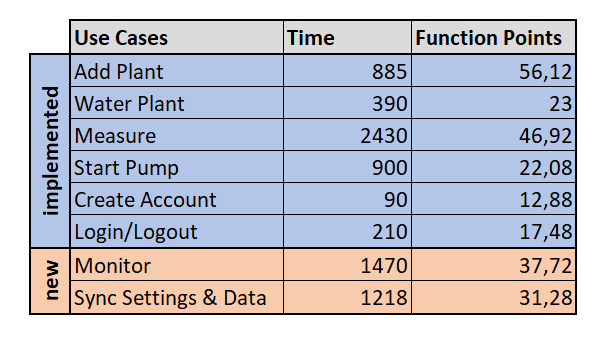 Use Cases Time Function Points
implemented
Add Plant 885 56,12
Water Plant 390 23
Measure 2430 46,92
Start Pump 900 22,08
Create Account 90 12,88
Login/Logout 210 17,48
new
Monitor 1470 37,72
Sync Settings & Data 1218 31,28